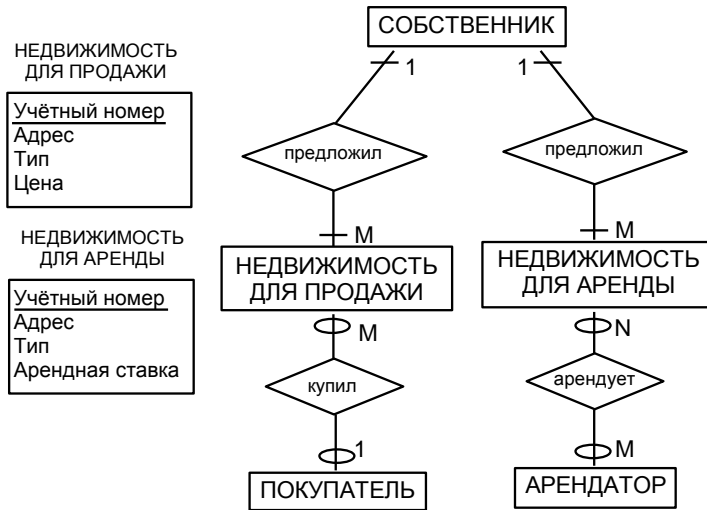 СОБСТВЕННИК
НЕДВИЖИМОСТЬ
ДЛЯ ПРОДАЖИ
Учётный номер
Адрес
Тип
Цена
НЕДВИЖИМОСТЬ
ДЛЯ АРЕНДЫ
Учётный номер
Адрес
Тип
Арендная ставка
1
1
предложил
предложил
М
М
НЕДВИЖИМОСТЬ
ДЛЯ ПРОДАЖИ
НЕДВИЖИМОСТЬ
ДЛЯ АРЕНДЫ
М
N
купил
арендует
1
М
ПОКУПАТЕЛЬ
АРЕНДАТОР